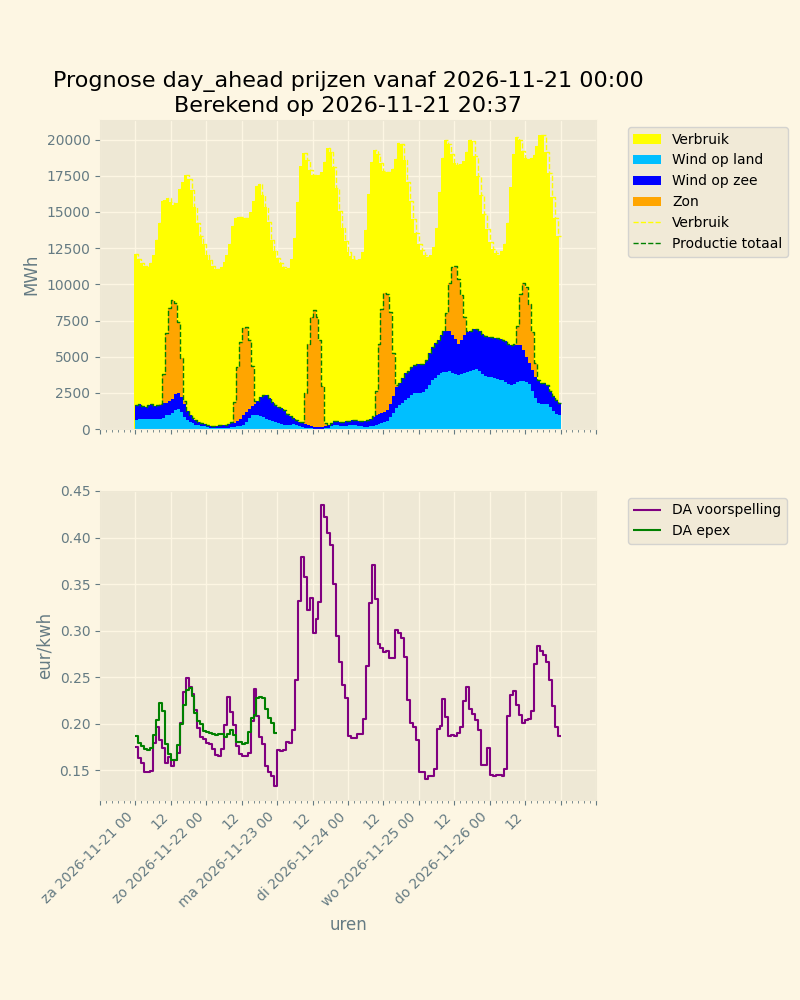 Prognose day_ahead prijzen vanaf 2026-11-21 00:00
Berekend op 2026-11-21 20:37
20000
17500
15000
12500
10000
7500
5000
2500
0
MWh
Verbruik
Wind op land
Wind op zee
Zon
Verbruik
Productie totaal
0.45
0.40
0.35
0.30
0.25
0.20
0.15
eur/kwh
DA voorspelling
DA epex
za 2026-11-21 00
12
zo 2026-11-22 00
12
ma 2026-11-23 00
12
di 2026-11-24 00
12
wo 2026-11-25 00
12
do 2026-11-26 00
12
uren